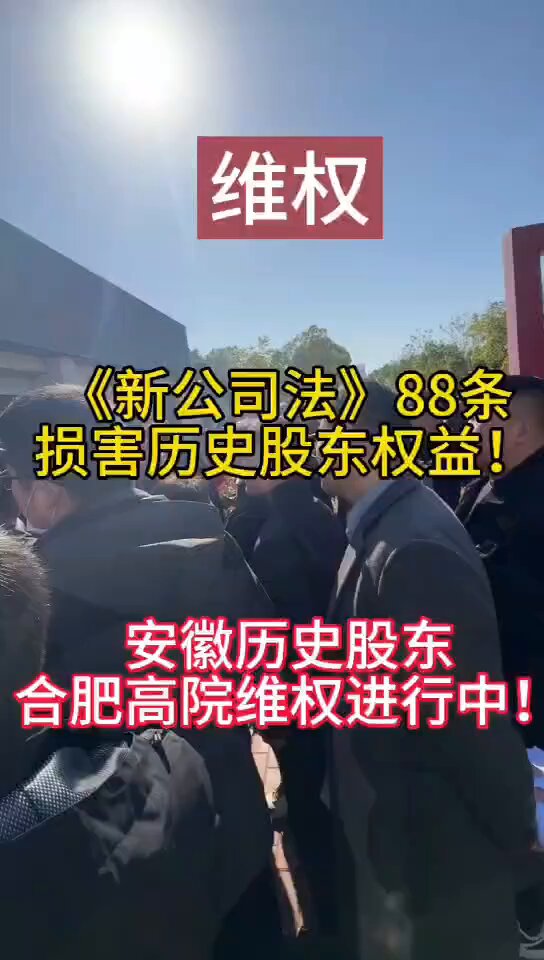 维权
《新公司法》88条
损害历史股东权益！
安徽历史股东
合肥高院维权进行中！